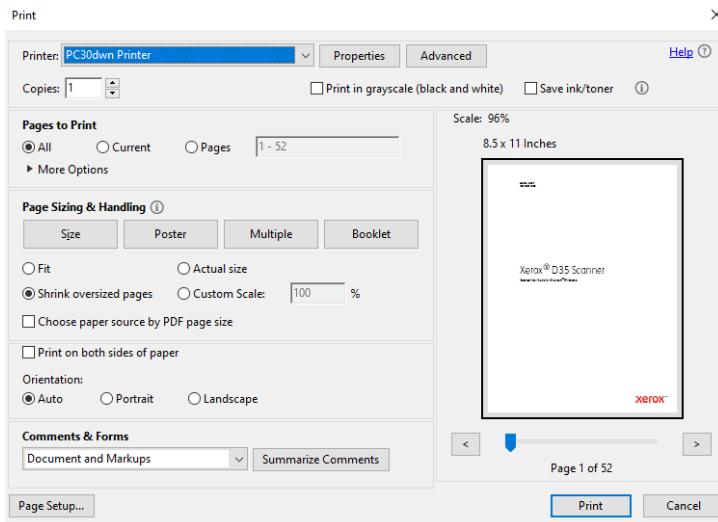 Print
Printer: PC30dwn Printer Properties Advanced Help
Copies: 1 Print in grayscale (black and white) Save ink/toner
Pages to Print
All Current Pages 1 - 52
More Options
Page Sizing & Handling
Size Poster Multiple Booklet
Fit Actual size
Shrink oversized pages Custom Scale: 100 %
Choose paper source by PDF page size
Print on both sides of paper
Orientation:
Auto Portrait Landscape
Comments & Forms
Document and Markups Summarize Comments
Page Setup...
Scale: 96%
8.5 x 11 Inches
Xerox® D35 Scanner
xerox™
< >
Page 1 of 52
Print Cancel